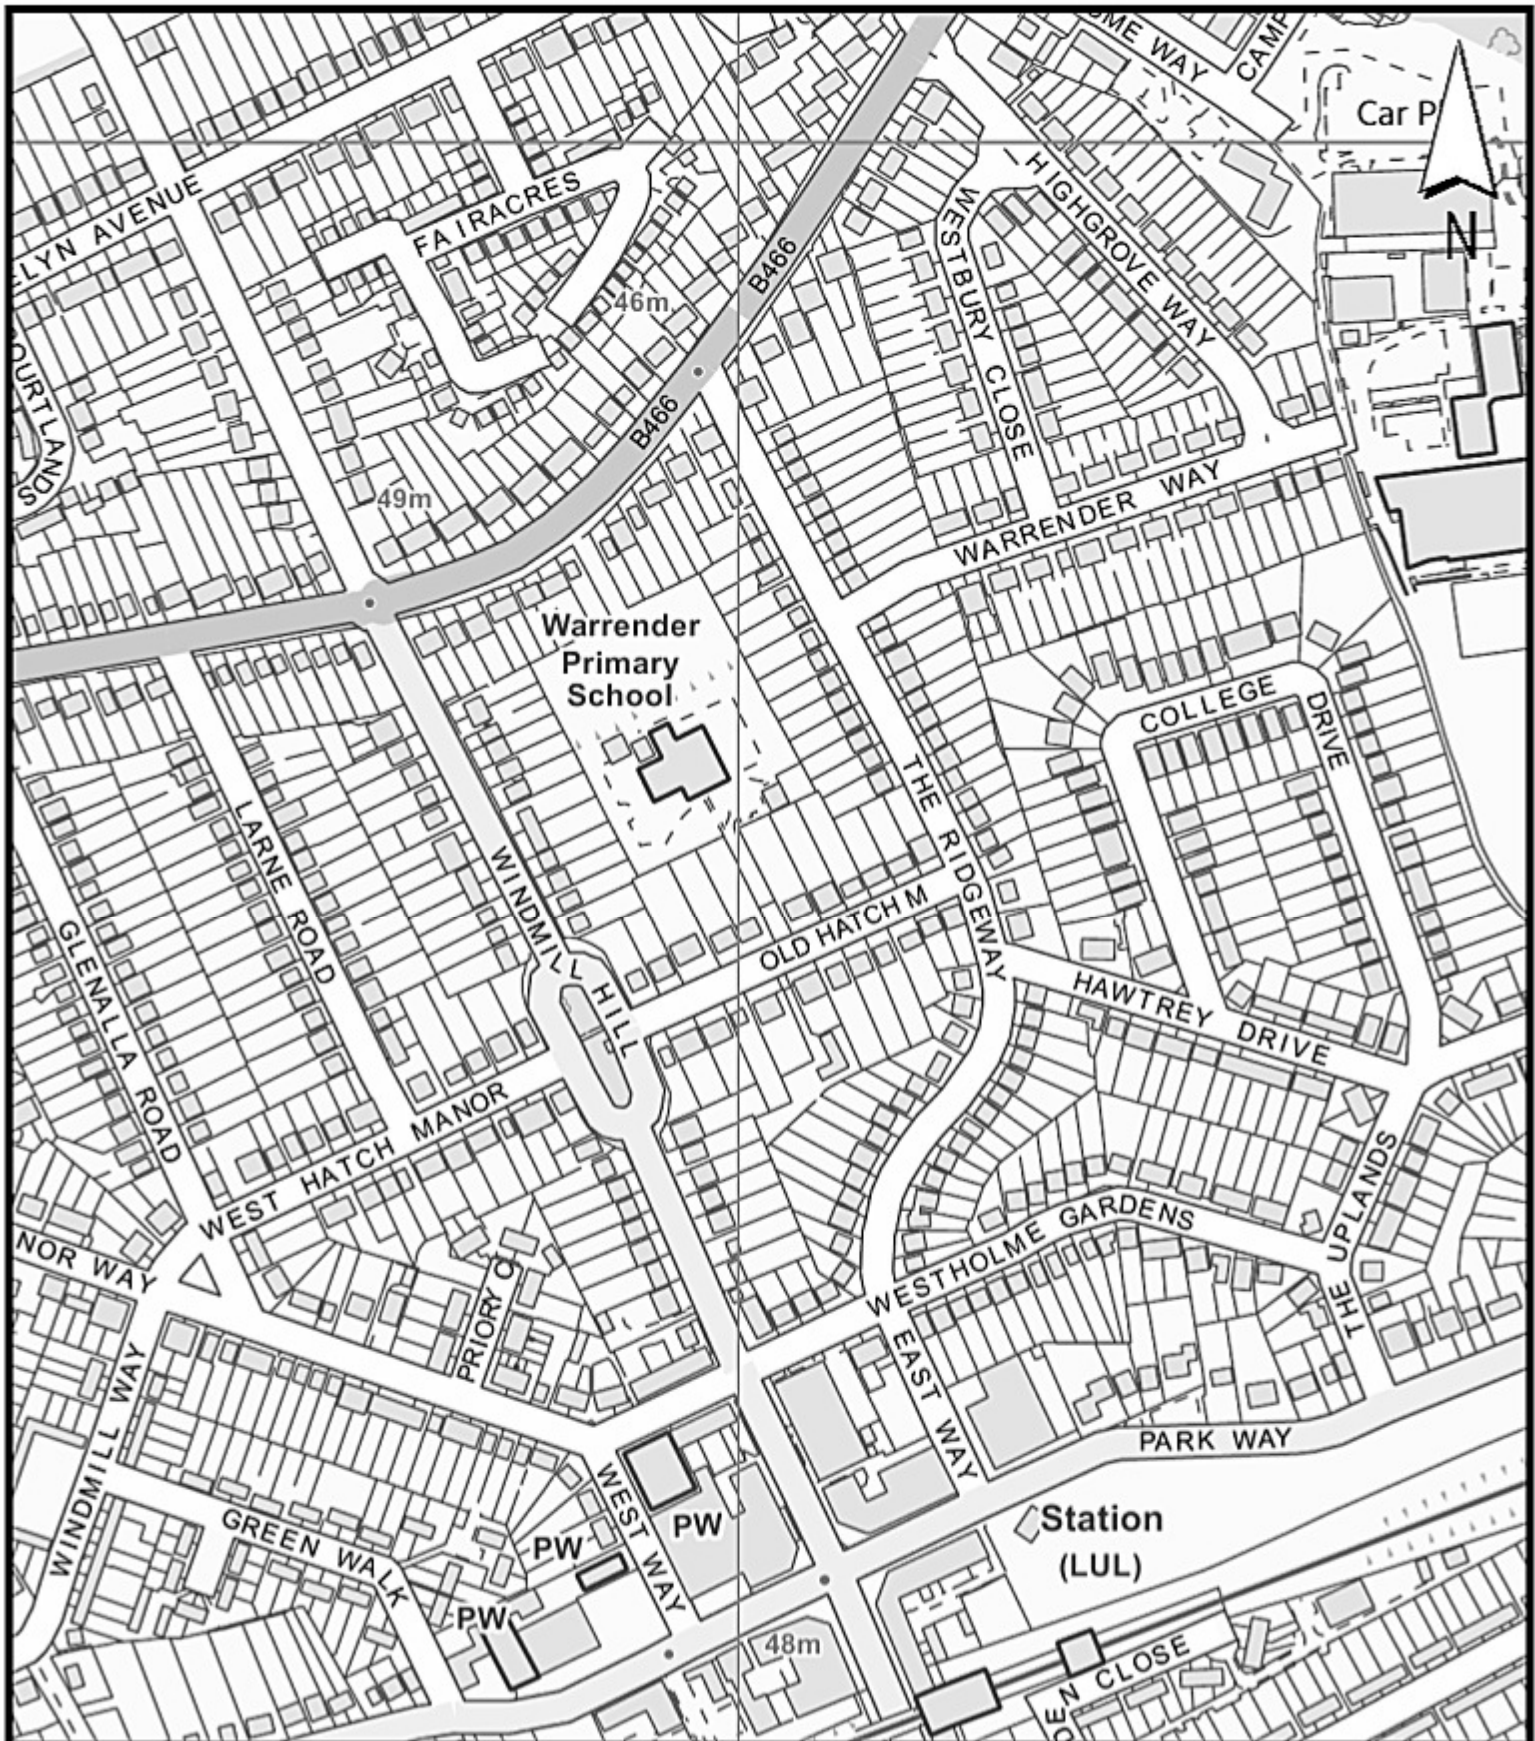 OME WAY
CAMP
Car P
N
ELYN AVENUE
FAIRACRES
HIGHGROVE WAY
WESTBURY CLOSE
B466
46m
OURTLANDS
B466
49m
WARRENDER WAY
Warrender
Primary
School
COLLEGE
DRIVE
THE RIDGEWAY
LARNE ROAD
WINDMILL HILL
GLENALLA ROAD
OLD HATCH M
HAWTREY DRIVE
WEST HATCH MANOR
THE UPLANDS
WESTHOLME GARDENS
NOR WAY
PRIORY C
EAST WAY
WINDMILL WAY
PARK WAY
GREEN WALK
WEST WAY
PW
Station
(LUL)
PW
PW
48m
DEN CLOSE